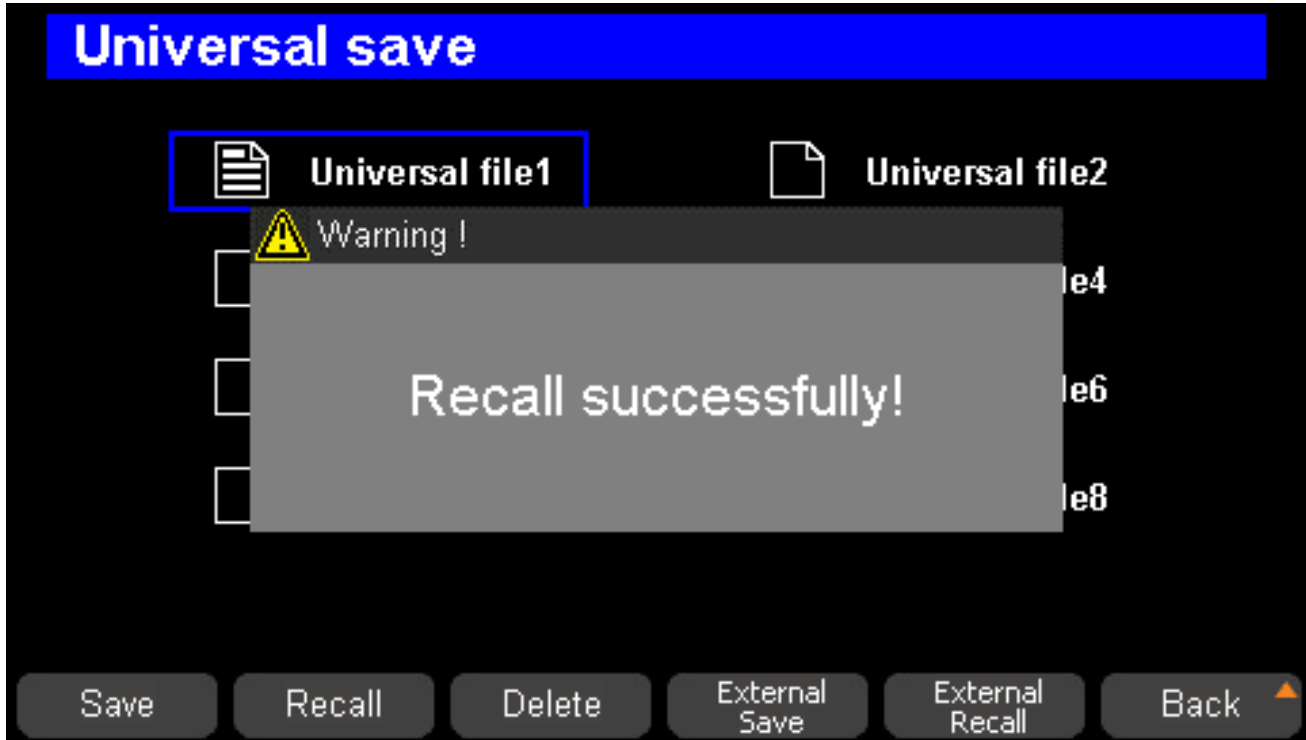 Universal save
Universal file1
Universal file2
Warning !
le4
Recall successfully!
le6
le8
Save
Recall
Delete
External
Save
External
Recall
Back